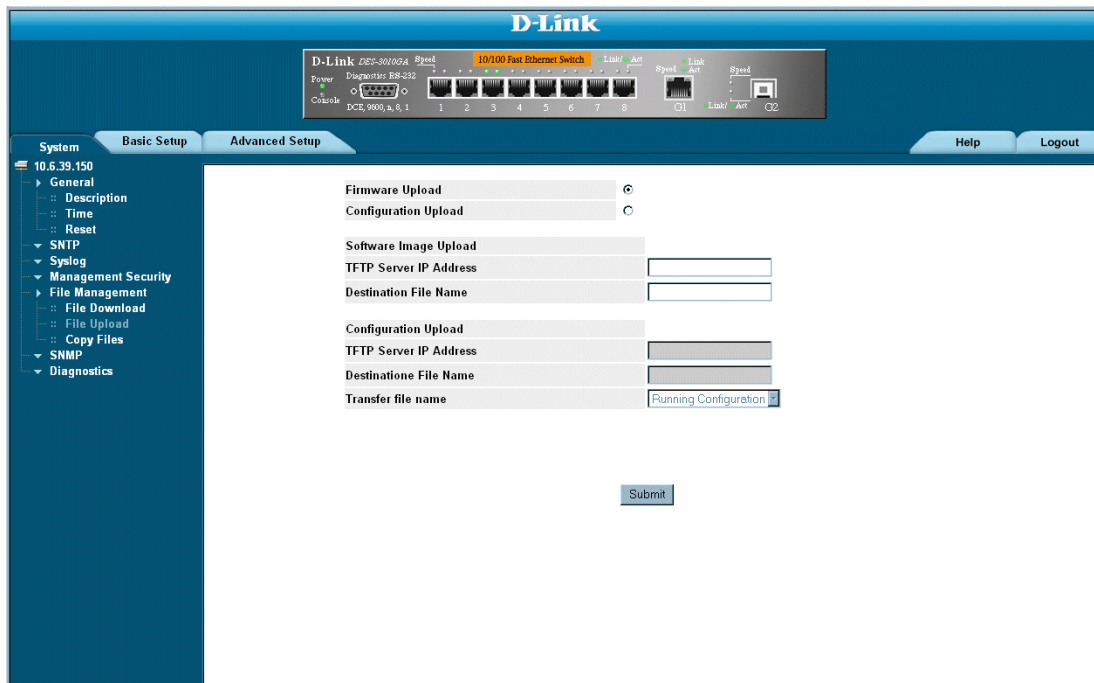 D-Link
D-Link DES-3010GA Speed 10/100 Fast Ethernet Switch Link/ Act
Power Diagnostics RS-232
Console DCE, 9600, n, 8, 1
1 2 3 4 5 6 7 8
Speed Link Act Speed
G1 Link/ Act G2
System Basic Setup Advanced Setup Help Logout
10.6.39.150
General
Description
Time
Reset
SNTP
Syslog
Management Security
File Management
File Download
File Upload
Copy Files
SNMP
Diagnostics
Firmware Upload
Configuration Upload
Software Image Upload
TFTP Server IP Address
Destination File Name
Configuration Upload
TFTP Server IP Address
Destinatione File Name
Transfer file name Running Configuration
Submit